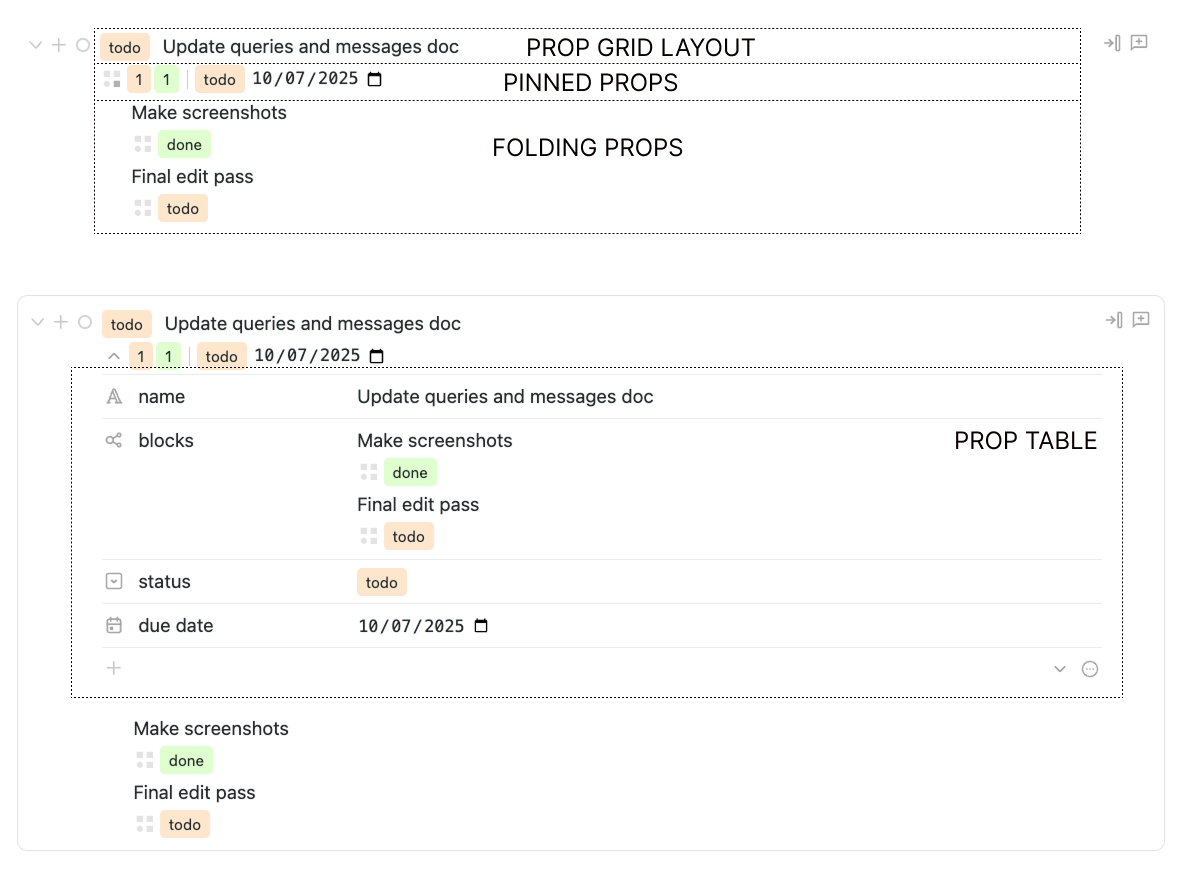 todo Update queries and messages doc PROP GRID LAYOUT
1 1 todo 10/07/2025 PINNED PROPS
Make screenshots
done FOLDING PROPS
Final edit pass
todo
todo Update queries and messages doc
1 1 todo 10/07/2025
name Update queries and messages doc
blocks Make screenshots PROP TABLE
done
Final edit pass
todo
status todo
due date 10/07/2025
Make screenshots
done
Final edit pass
todo